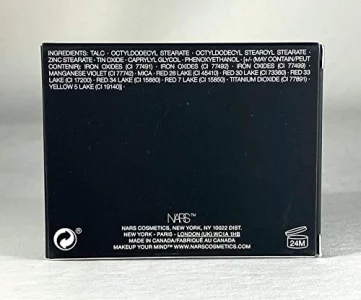 INGREDIENTS: TALC · OCTYLDODECYL STEARATE · OCTYLDODECYL STEAROYL STEARATE ·
ZINC STEARATE · TIN OXIDE · CAPRYLYL GLYCOL · PHENOXYETHANOL · [+/- (MAY CONTAIN/PEUT
CONTENIR): IRON OXIDES (CI 77491) · IRON OXIDES (CI 77492) · IRON OXIDES (CI 77499) ·
MANGANESE VIOLET (CI 77742) · MICA · RED 28 LAKE (CI 45410) · RED 30 LAKE (CI 73360) · RED 33
LAKE (CI 17200) · RED 34 LAKE (CI 15880) · RED 7 LAKE (CI 15850) · TITANIUM DIOXIDE (CI 77891) ·
YELLOW 5 LAKE (CI 19140)]
NARS™
NARS COSMETICS, NEW YORK, NY 10022 DIST.
NEW YORK - PARIS - LONDON (UK) WC1A 1HB
MADE IN CANADA/FABRIQUÉ AU CANADA
MAKEUP YOUR MIND™ WWW.NARSCOSMETICS.COM
24M